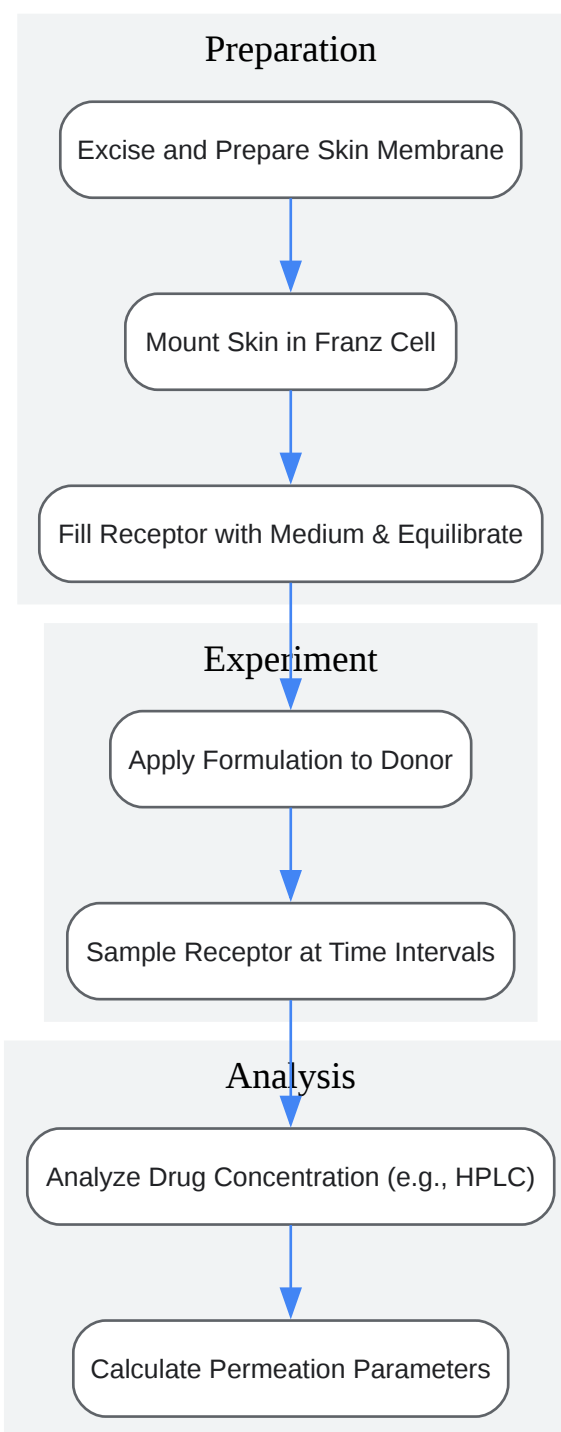 Preparation
Excise and Prepare Skin Membrane
Mount Skin in Franz Cell
Fill Receptor with Medium & Equilibrate
Experiment
Apply Formulation to Donor
Sample Receptor at Time Intervals
Analysis
Analyze Drug Concentration (e.g., HPLC)
Calculate Permeation Parameters